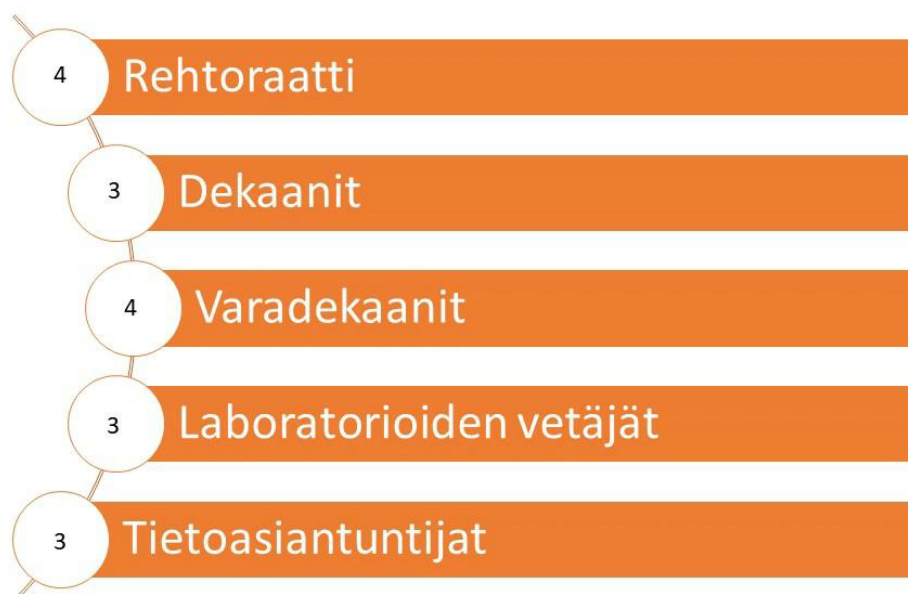 4 Rehtoraatti
3 Dekaanit
4 Varadekaanit
3 Laboratorioiden vetäjät
3 Tietoasiantuntijat